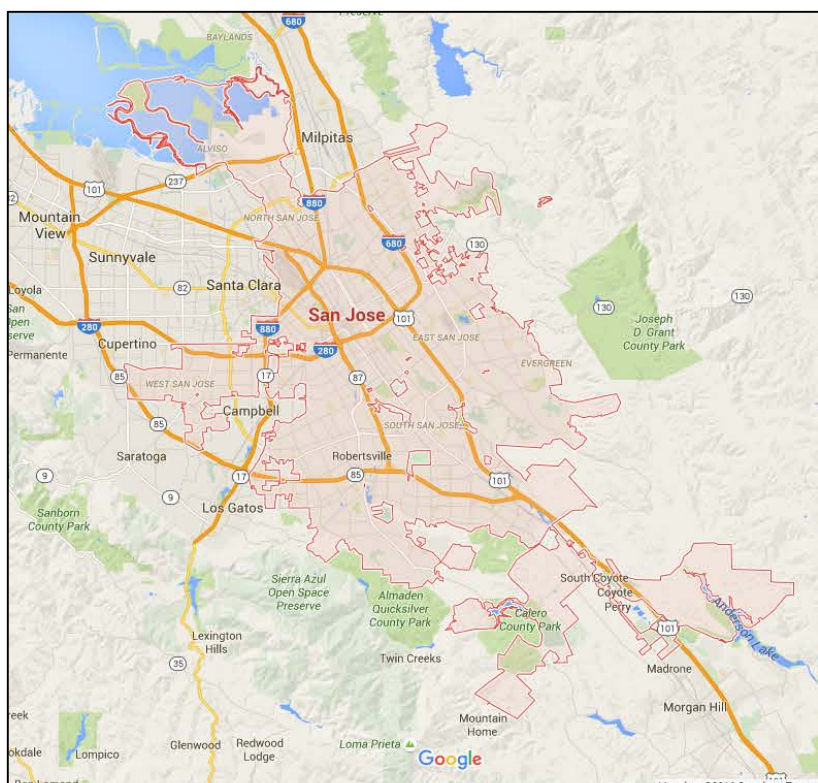 Preserve
680
BAYLANDS
ALVISO
Milpitas
237
101
880
Mountain
View
NORTH SAN JOSE
680
130
Sunnyvale
Loyola
82
Santa Clara
130
130
Joseph
D. Grant
County Park
San
Open
San Jose
101
280
880
EAST SAN JOSE
Cupertino
280
Permanente
EVERGREEN
85
17
87
WEST SAN JOSE
Campbell
85
SOUTH SAN JOSE
Saratoga
Robertsville
9
17
85
101
9
Los Gatos
Sanborn
County Park
Sierra Azul
Open Space
Preserve
Almaden
Quicksilver
County Park
South Coyote
Coyote
Perry
Calero
County Park
Anderson Lake
101
Lexington
Hills
35
Twin Creeks
Madrone
Morgan Hill
Mountain
Home
Lompico
Glenwood
Redwood
Lodge
Loma Prieta
Google